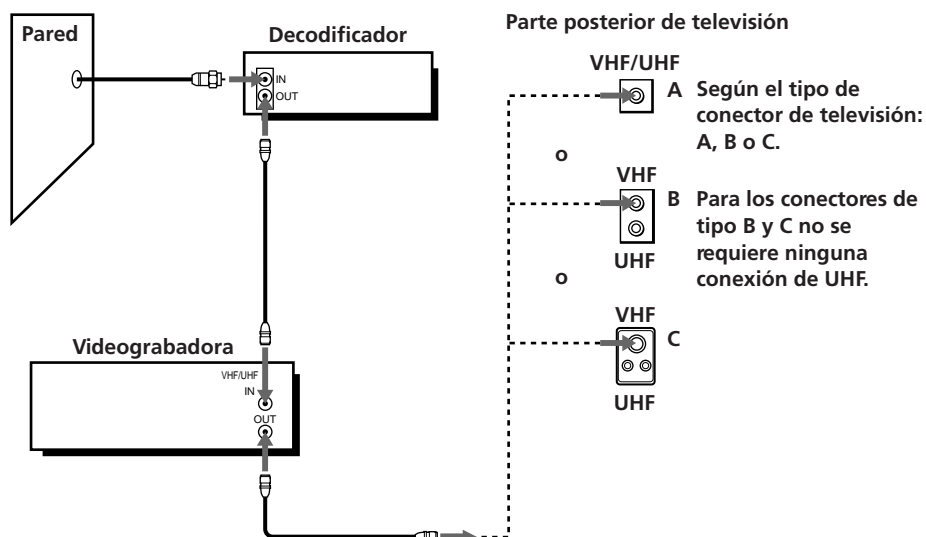 Parte posterior de televisión
Pared
Decodificador
IN
OUT
VHF/UHF
A
Según el tipo de
conector de televisión:
A, B o C.
o
VHF
B
UHF
Para los conectores de
tipo B y C no se
requiere ninguna
conexión de UHF.
o
VHF
C
UHF
Videograbadora
VHF/UHF
IN
OUT